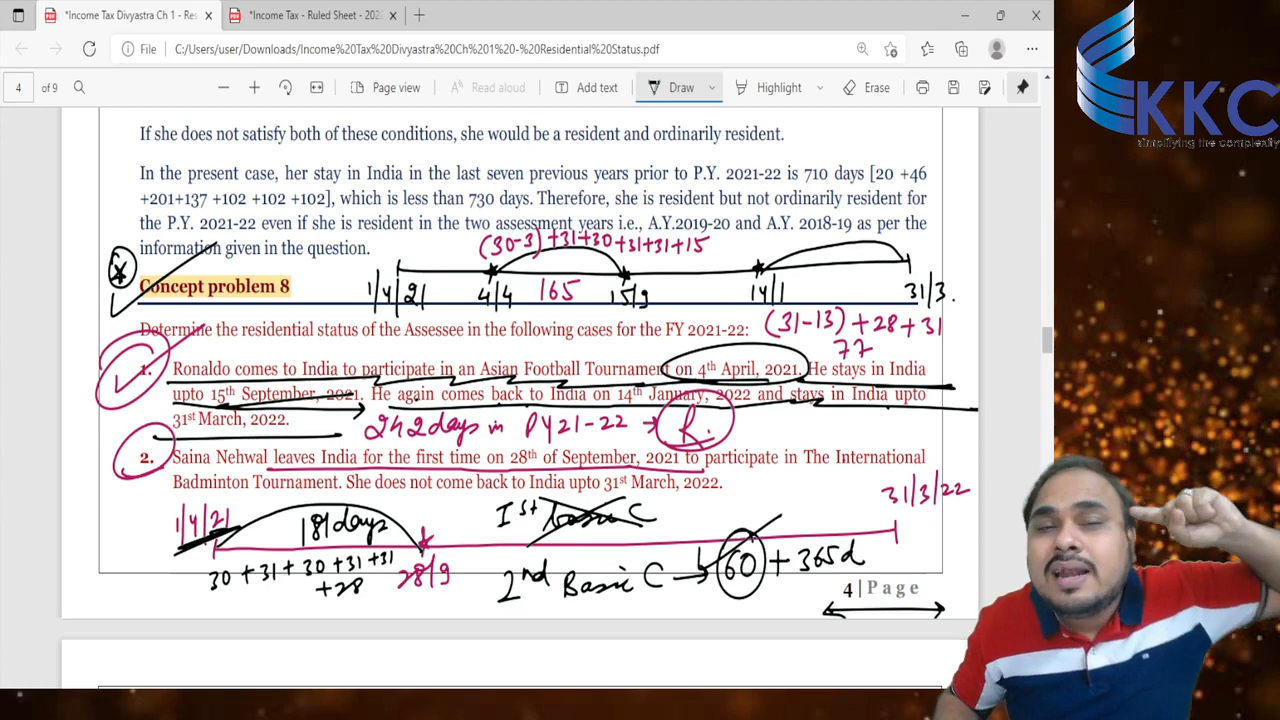 *Income Tax Divyastra Ch 1 - Res
*Income Tax - Ruled Sheet - 202
File
C:/Users/user/Downloads/Income%20Tax%20Divyastra%20Ch%201%20-%20Residential%20Status.pdf
4 of 9
Page view
Read aloud
Add text
Draw
Highlight
Erase
KKC
simplifying the complexity
If she does not satisfy both of these conditions, she would be a resident and ordinarily resident.
In the present case, her stay in India in the last seven previous years prior to P.Y. 2021-22 is 710 days [20 +46
+201+137 +102 +102 +102], which is less than 730 days. Therefore, she is resident but not ordinarily resident for
the P.Y. 2021-22 even if she is resident in the two assessment years i.e., A.Y.2019-20 and A.Y. 2018-19 as per the
information given in the question.
(30-3)+31+30+31+31+15
Concept problem 8
1/4/21 4/4 165 15/9 14/1 31/3.
Determine the residential status of the Assessee in the following cases for the FY 2021-22:
(31-13)+28+31
77
1. Ronaldo comes to India to participate in an Asian Football Tournament on 4th April, 2021. He stays in India
upto 15th September, 2021. He again comes back to India on 14th January, 2022 and stays in India upto
31st March, 2022.
242days in PY21-22 → R.
2. Saina Nehwal leaves India for the first time on 28th of September, 2021 to participate in The International
Badminton Tournament. She does not come back to India upto 31st March, 2022.
31/3/22
1/4/21 181days Ist Basic C
30+31+30+31+31
+28
28/9
2nd Basic C → 60 + 365d
4 | Page